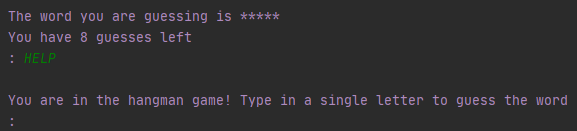 The word you are guessing is *****
You have 8 guesses left
: HELP
You are in the hangman game! Type in a single letter to guess the word
: